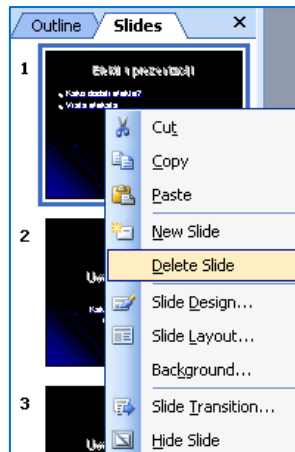 Outline Slides x
1
Efekti u prezentaciji
Kako dodati efekte?
Vrste efekata
Cut
Copy
Paste
2
New Slide
Delete Slide
Slide Design...
Slide Layout...
Background...
3
Slide Transition...
Hide Slide